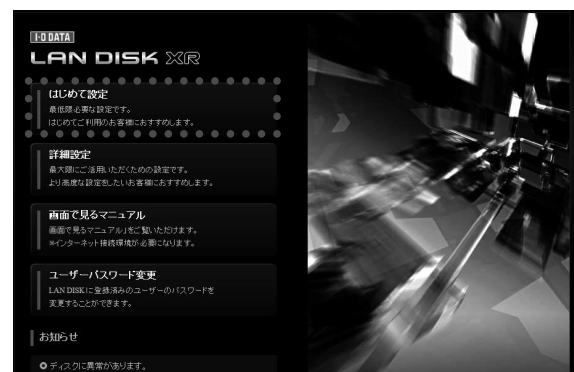 I-O DATA
LAN DISK XR
はじめて設定
最低限必要な設定です。
はじめてご利用のお客様におすすめします。
詳細設定
最大限にご活用いただくための設定です。
より高度な設定をしたいお客様におすすめします。
画面で見るマニュアル
画面で見るマニュアル」をご覧いただけます。
※インターネット接続環境が必要になります。
ユーザーパスワード変更
LAN DISKに登録済みのユーザーのパスワードを
変更することができます。
お知らせ
ディスクに異常があります。